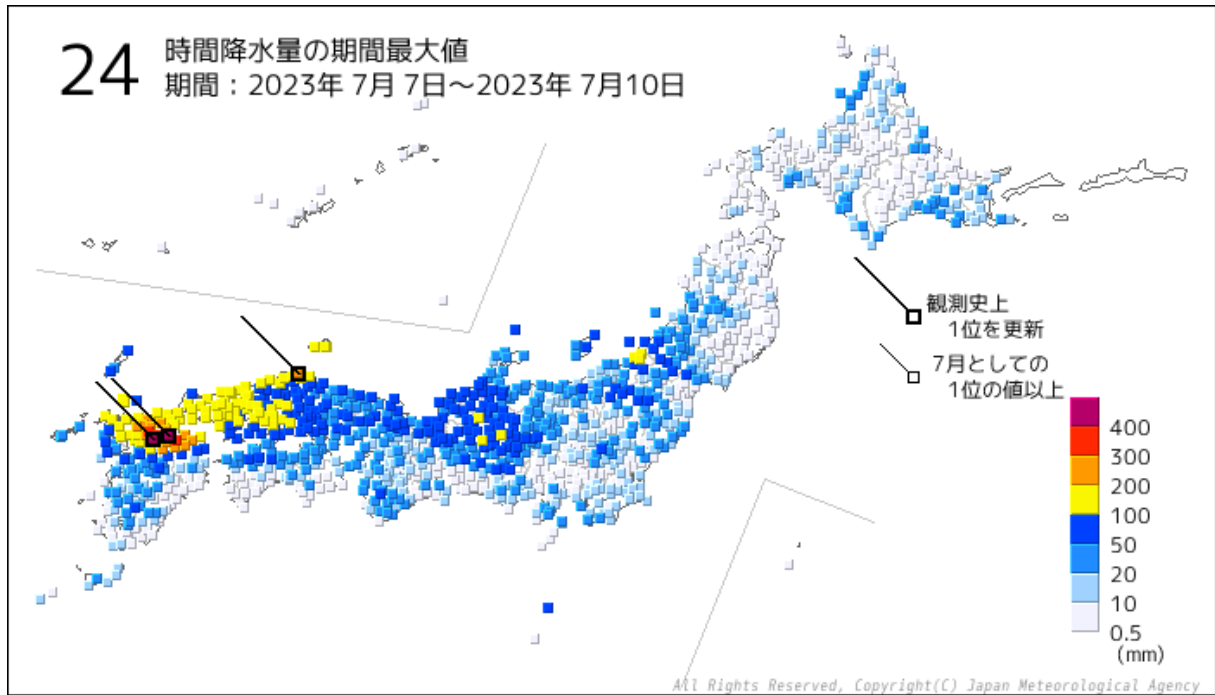 24
時間降水量の期間最大値
期間：2023年 7月 7日～2023年 7月10日
観測史上
1位を更新
7月としての
1位の値以上
400
300
200
100
50
20
10
0.5
(mm)
All Rights Reserved, Copyright(C) Japan Meteorological Agency